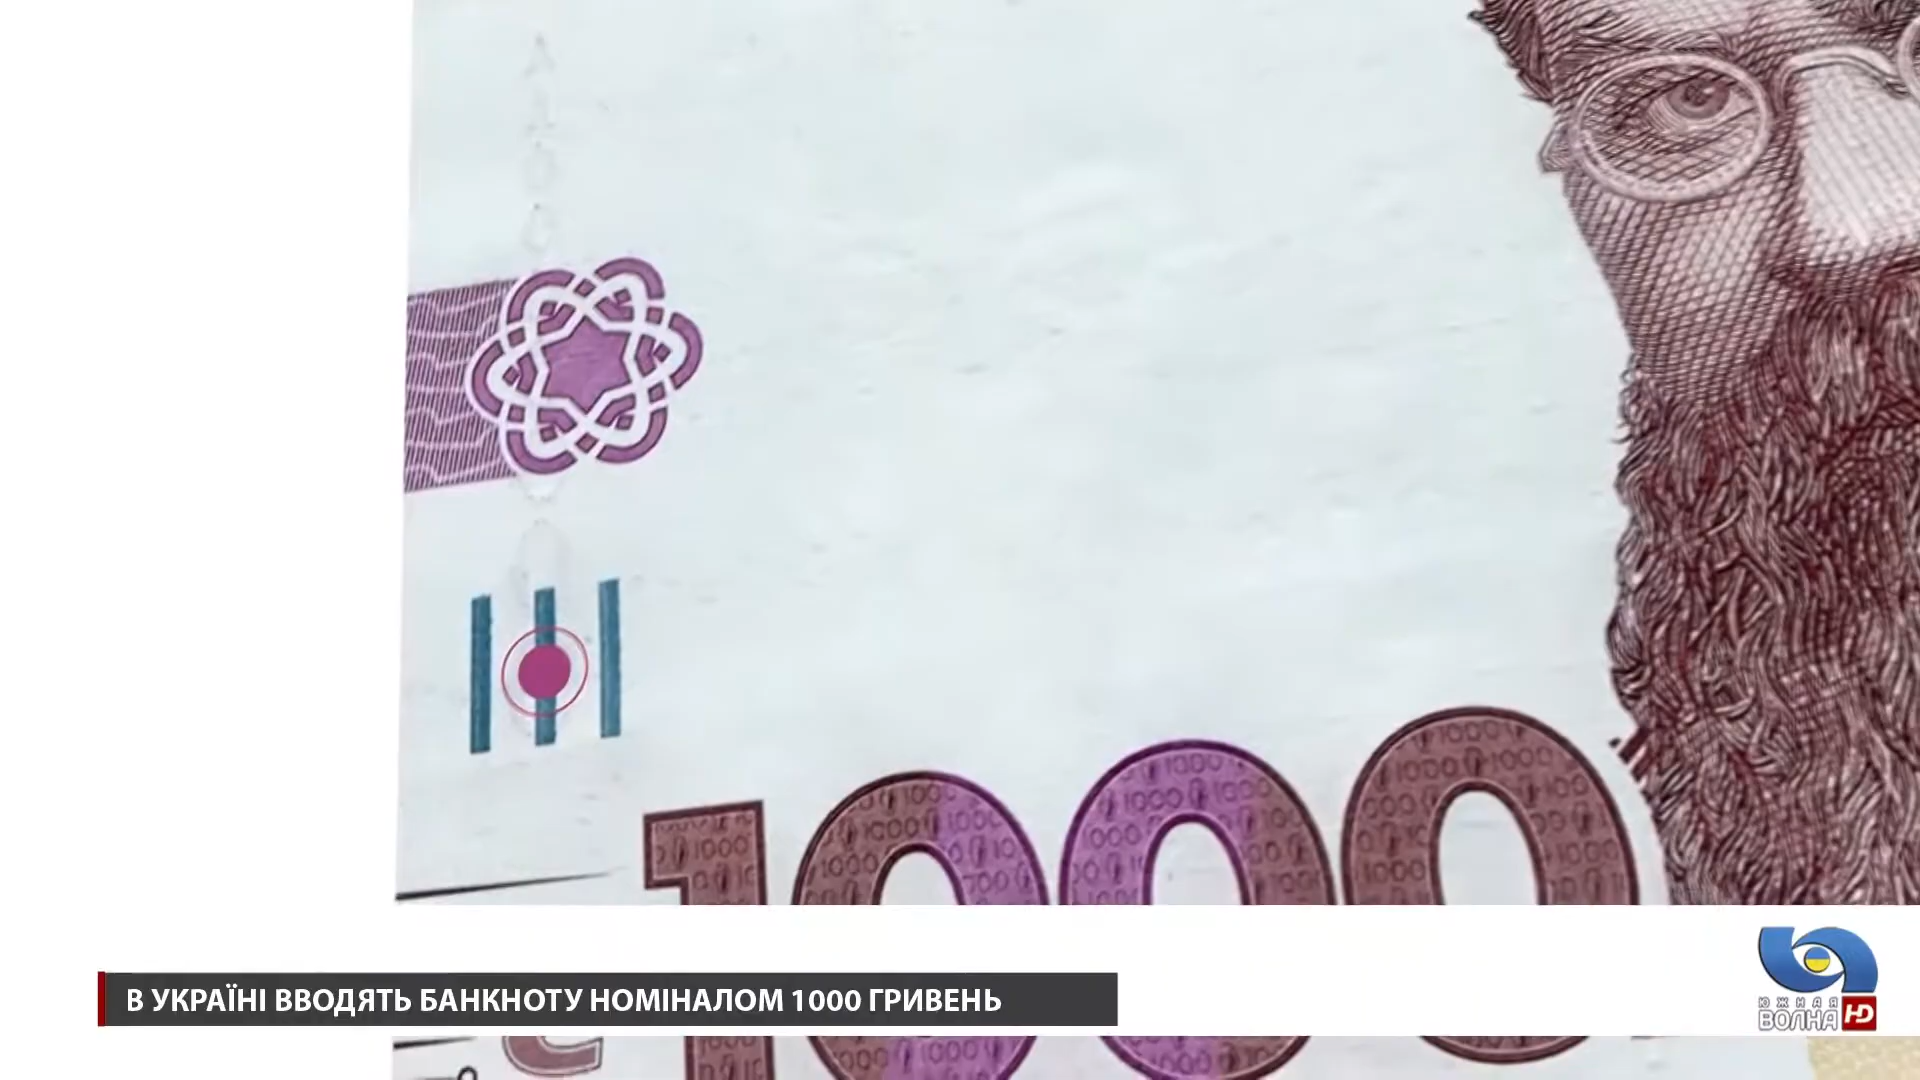 1000
В УКРАЇНІ ВВОДЯТЬ БАНКНОТУ НОМІНАЛОМ 1000 ГРИВЕНЬ
ЮЖНАЯ
ВОЛНА HD